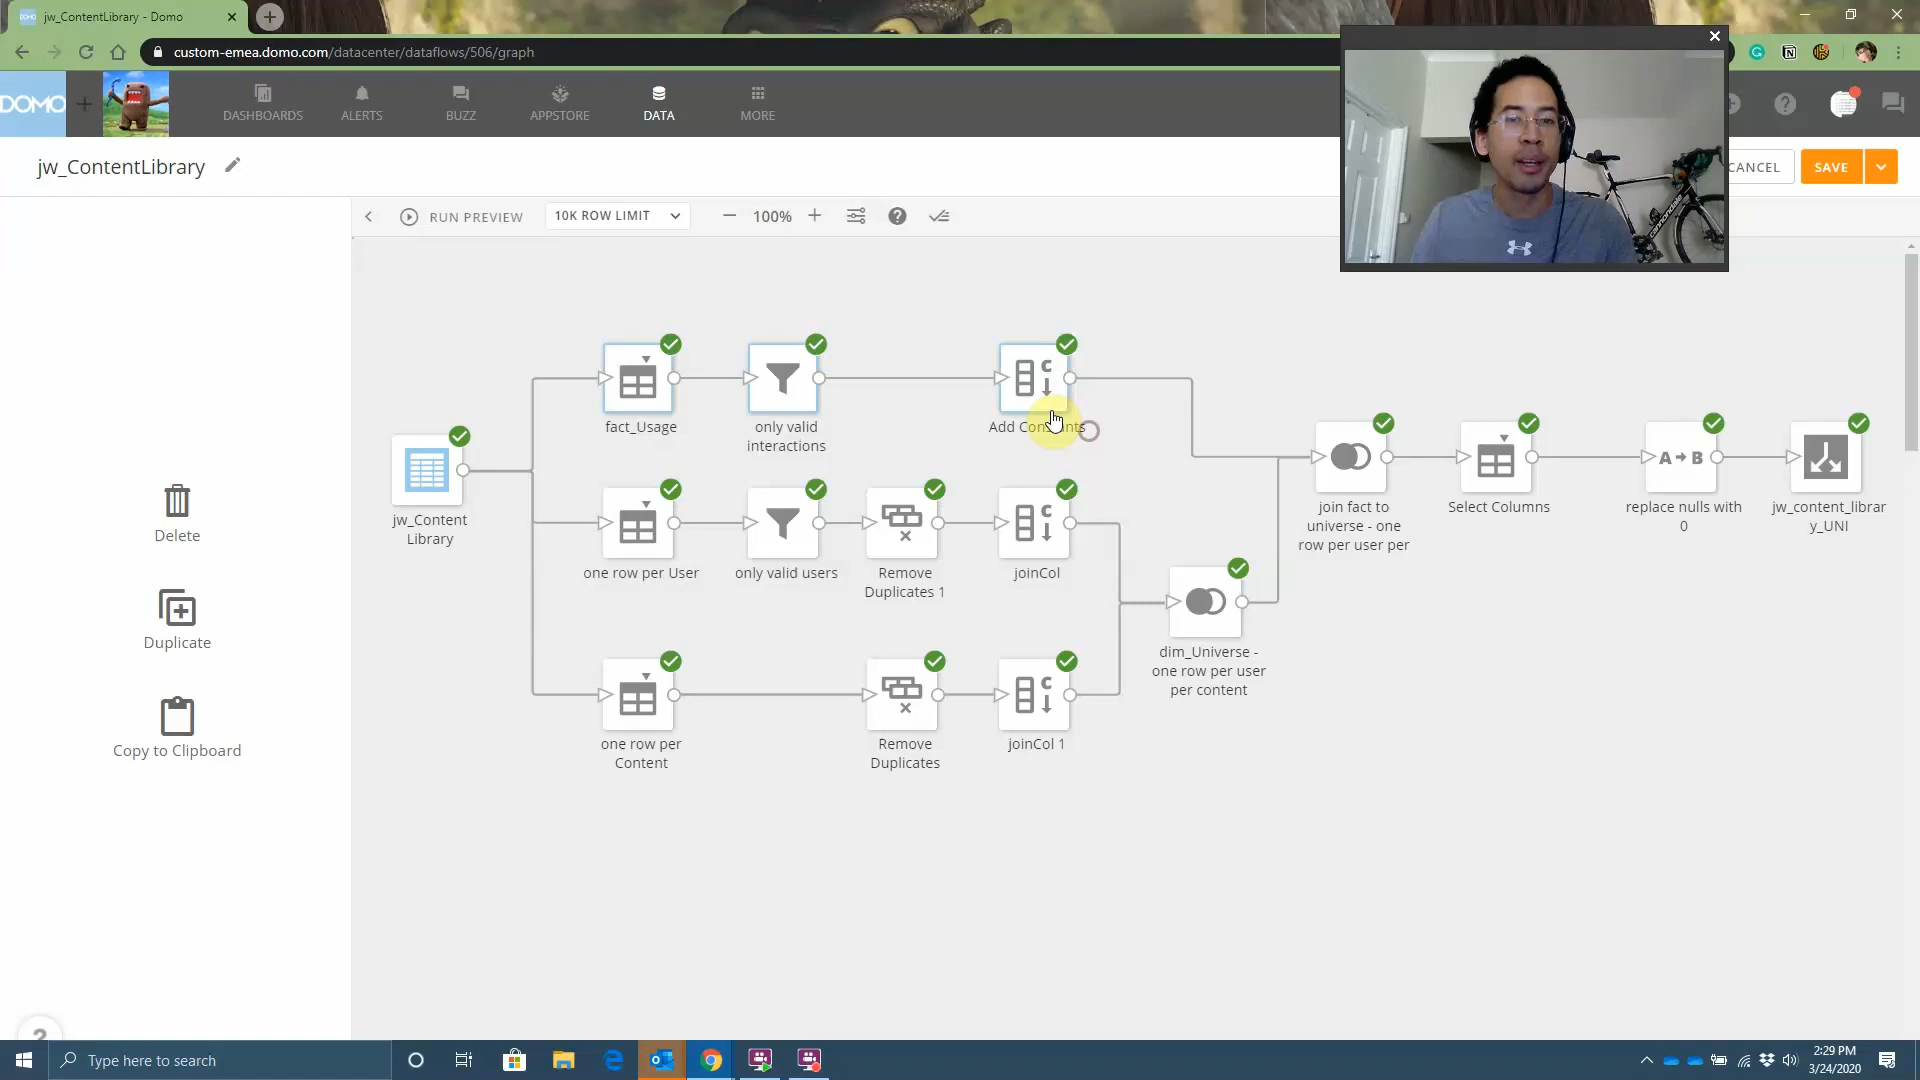 jw_ContentLibrary - Domo
custom-emea.domo.com/datacenter/dataflows/506/graph
DOMO
DASHBOARDS
ALERTS
BUZZ
APPSTORE
DATA
MORE
jw_ContentLibrary
CANCEL
SAVE
RUN PREVIEW
10K ROW LIMIT
100%
fact_Usage
only valid
interactions
Add Constants
jw_Content
Library
one row per User
only valid users
Remove
Duplicates 1
joinCol
dim_Universe -
one row per user
per content
join fact to
universe - one
row per user per
Select Columns
A B
replace nulls with
0
jw_content_librar
y_UNI
one row per
Content
Remove
Duplicates
joinCol 1
Delete
Duplicate
Copy to Clipboard
Type here to search
2:29 PM
3/24/2020